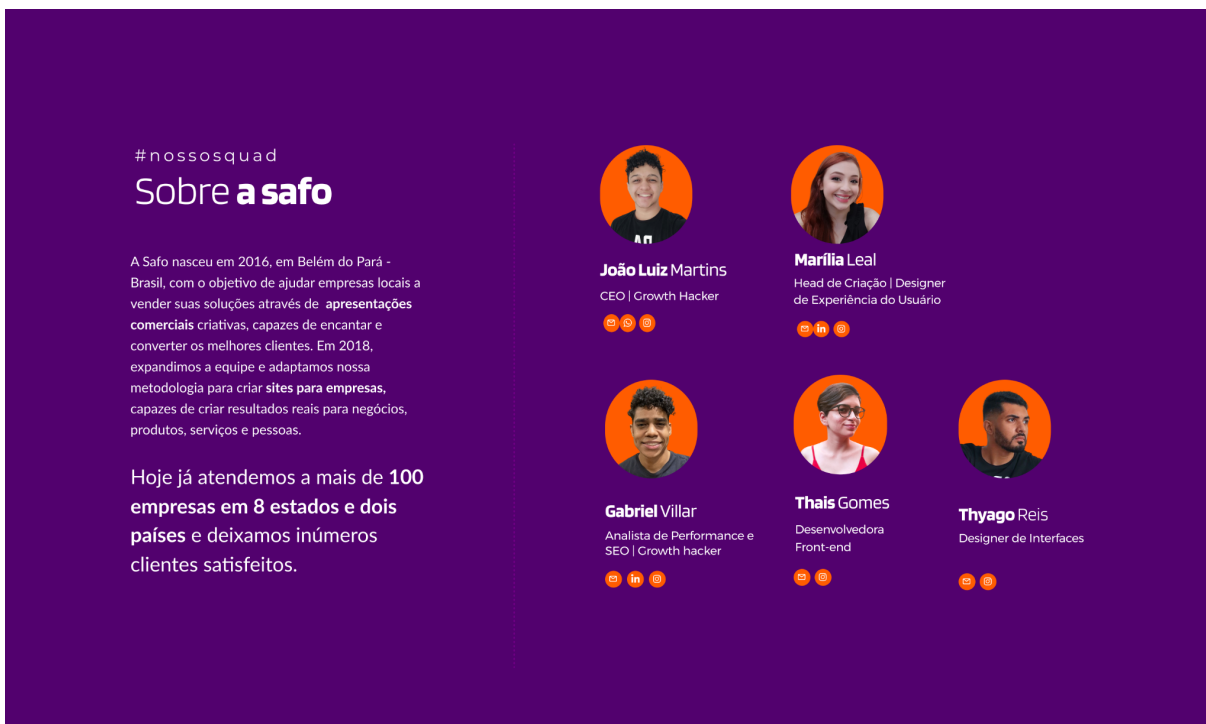 #nossosquad
Sobre a safo
A Safo nasceu em 2016, em Belém do Pará -
Brasil, com o objetivo de ajudar empresas locais a
vender suas soluções através de apresentações
comerciais criativas, capazes de encantar e
converter os melhores clientes. Em 2018,
expandimos a equipe e adaptamos nossa
metodologia para criar sites para empresas,
capazes de criar resultados reais para negócios,
produtos, serviços e pessoas.
Hoje já atendemos a mais de 100
empresas em 8 estados e dois
países e deixamos inúmeros
clientes satisfeitos.
João Luiz Martins
CEO | Growth Hacker
Marília Leal
Head de Criação | Designer
de Experiência do Usuário
in
Gabriel Villar
Analista de Performance e
SEO | Growth hacker
in
Thais Gomes
Desenvolvedora
Front-end
Thyago Reis
Designer de Interfaces